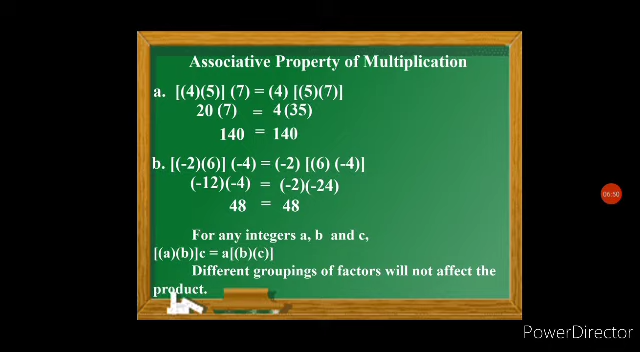 Associative Property of Multiplication
a. [(4)(5)] (7) = (4) [(5)(7)]
20 (7) = 4 (35)
140 = 140
b. [(-2)(6)] (-4) = (-2) [(6) (-4)]
(-12)(-4) = (-2)(-24)
48 = 48
For any integers a, b and c,
[(a)(b)]c = a[(b)(c)]
Different groupings of factors will not affect the
product.
06:50
PowerDirector